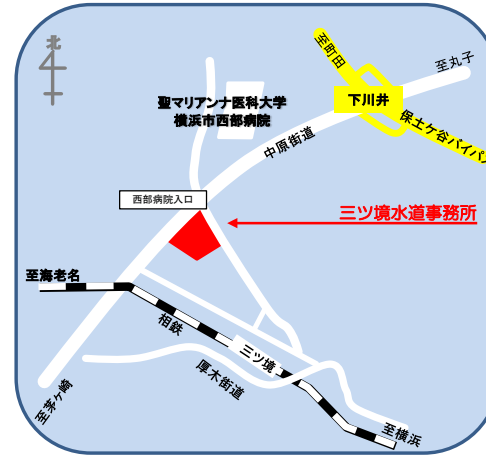 北
至町田
至丸子
下川井
聖マリアンナ医科大学
横浜市西部病院
保土ケ谷バイパス
中原街道
西部病院入口
三ツ境水道事務所
至海老名
相鉄
三ツ境
厚木街道
至茅ケ崎
至横浜